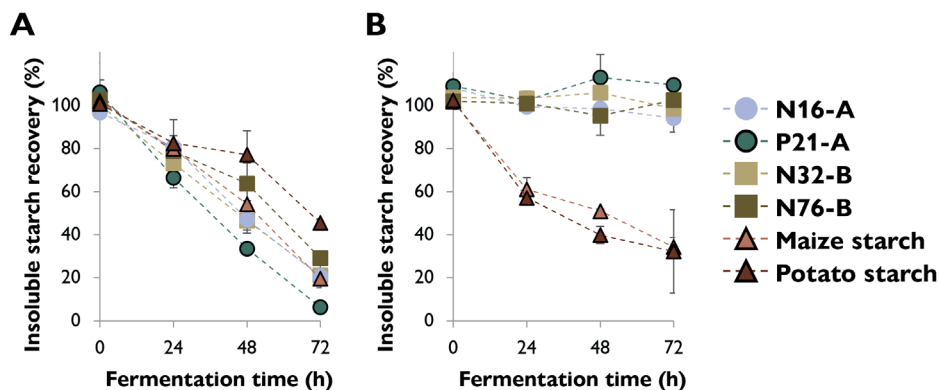 A
Insoluble starch recovery (%)
100
80
60
40
20
0
0 24 48 72
Fermentation time (h)
B
Insoluble starch recovery (%)
100
80
60
40
20
0
0 24 48 72
Fermentation time (h)
N16-A
P21-A
N32-B
N76-B
Maize starch
Potato starch